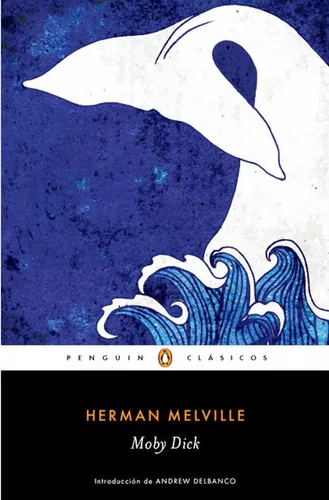 PENGUIN CLÁSICOS
HERMAN MELVILLE
Moby Dick
Introducción de ANDREW DELBANCO